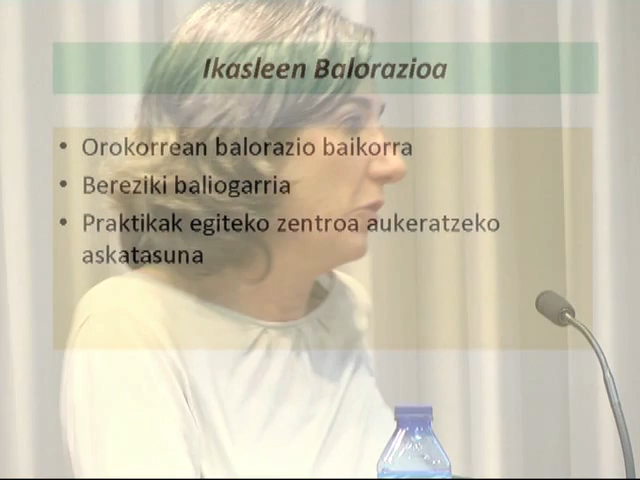 Ikasleen Balorazioa
• Orokorrean balorazio baikorra
• Bereziki baliogarria
• Praktikak egiteko zentroa aukeratzeko
askatasuna